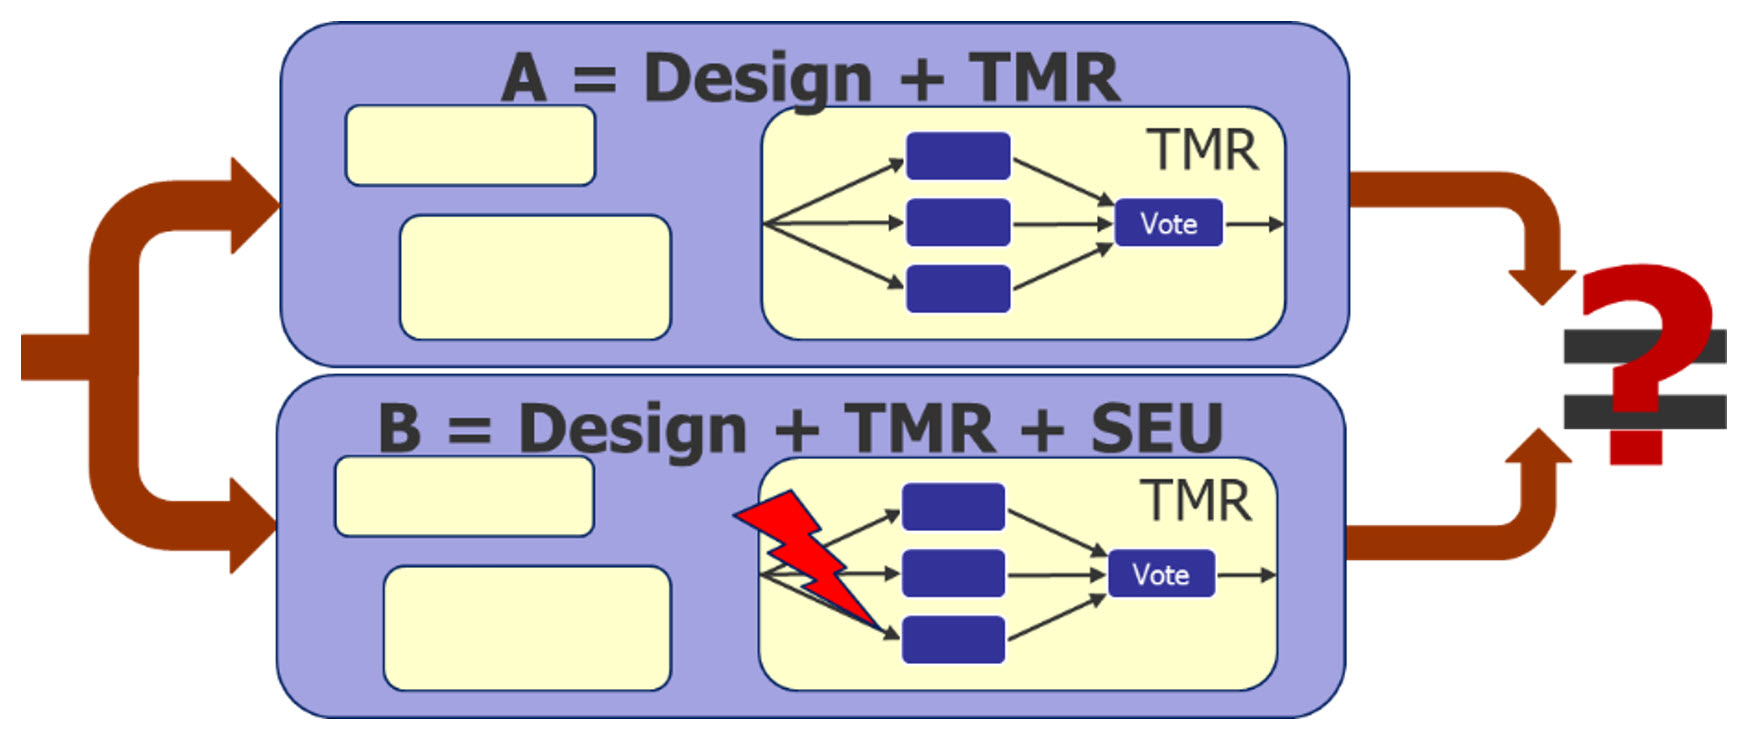 A = Design + TMR
TMR
Vote
?
=
B = Design + TMR + SEU
TMR
Vote